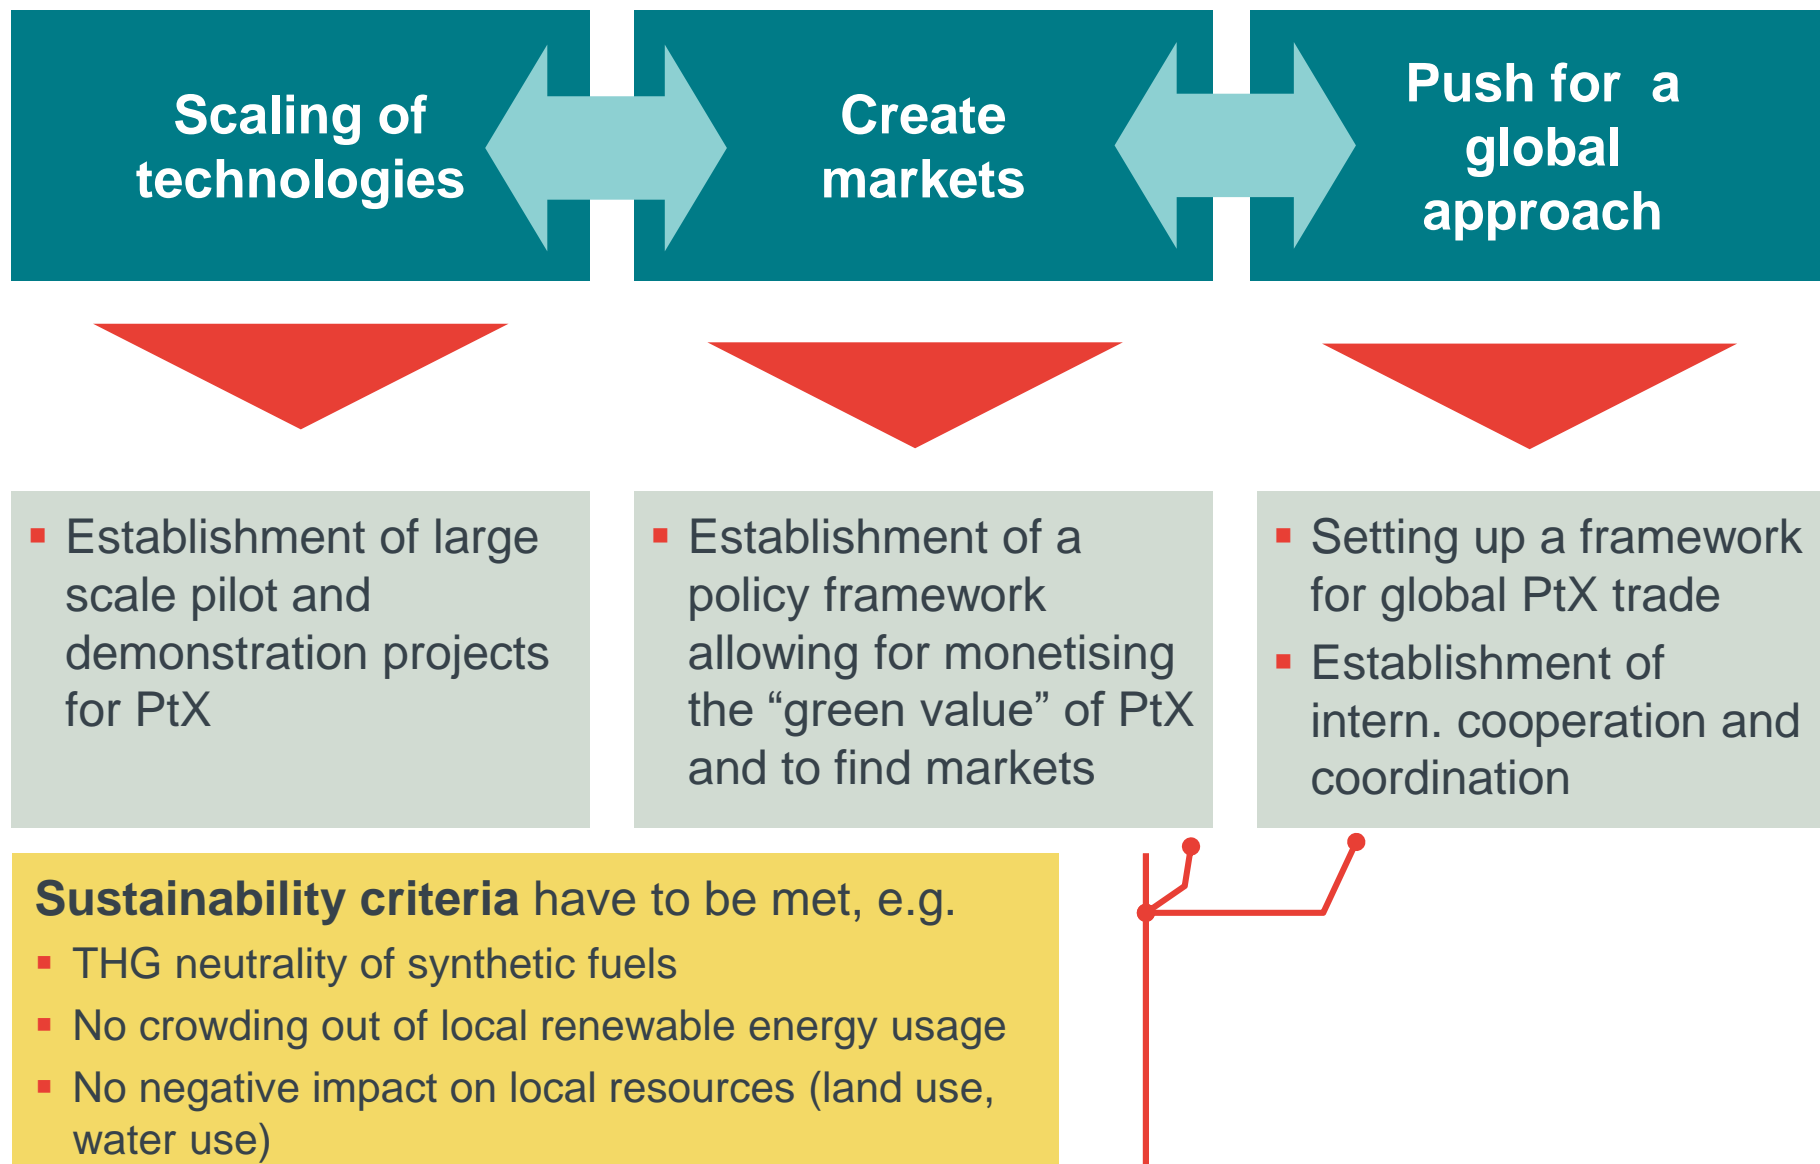 Scaling of
technologies
Create
markets
Push for a
global
approach
▪ Establishment of large
scale pilot and
demonstration projects
for PtX
▪ Establishment of a
policy framework
allowing for monetising
the “green value” of PtX
and to find markets
▪ Setting up a framework
for global PtX trade
▪ Establishment of
intern. cooperation and
coordination
Sustainability criteria have to be met, e.g.
▪ THG neutrality of synthetic fuels
▪ No crowding out of local renewable energy usage
▪ No negative impact on local resources (land use,
water use)